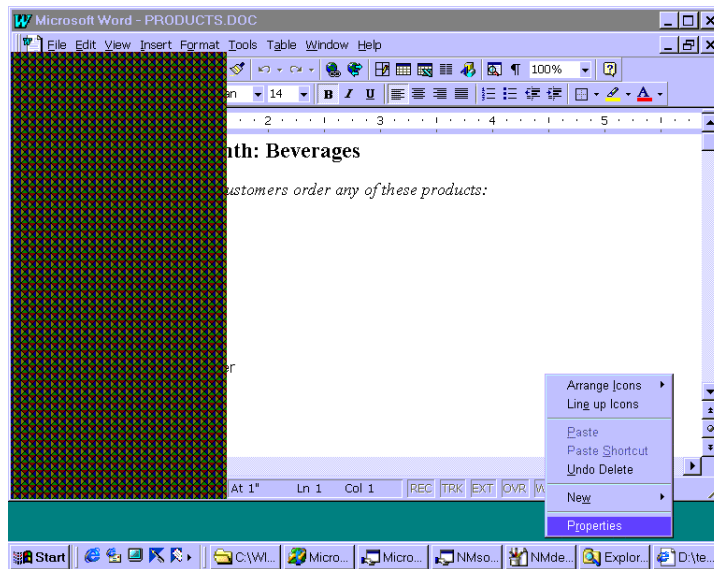 Microsoft Word - PRODUCTS.DOC
File Edit View Insert Format Tools Table Window Help
100%
an 14 B I U
2 3 4 5
nth: Beverages
ustomers order any of these products:
er
Arrange Icons
Line up Icons
Paste
Paste Shortcut
Undo Delete
New
Properties
At 1" Ln 1 Col 1 REC TRK EXT OVR
Start C:\WI... Micro... Micro... NMso... NMde... Explor... D:\te...